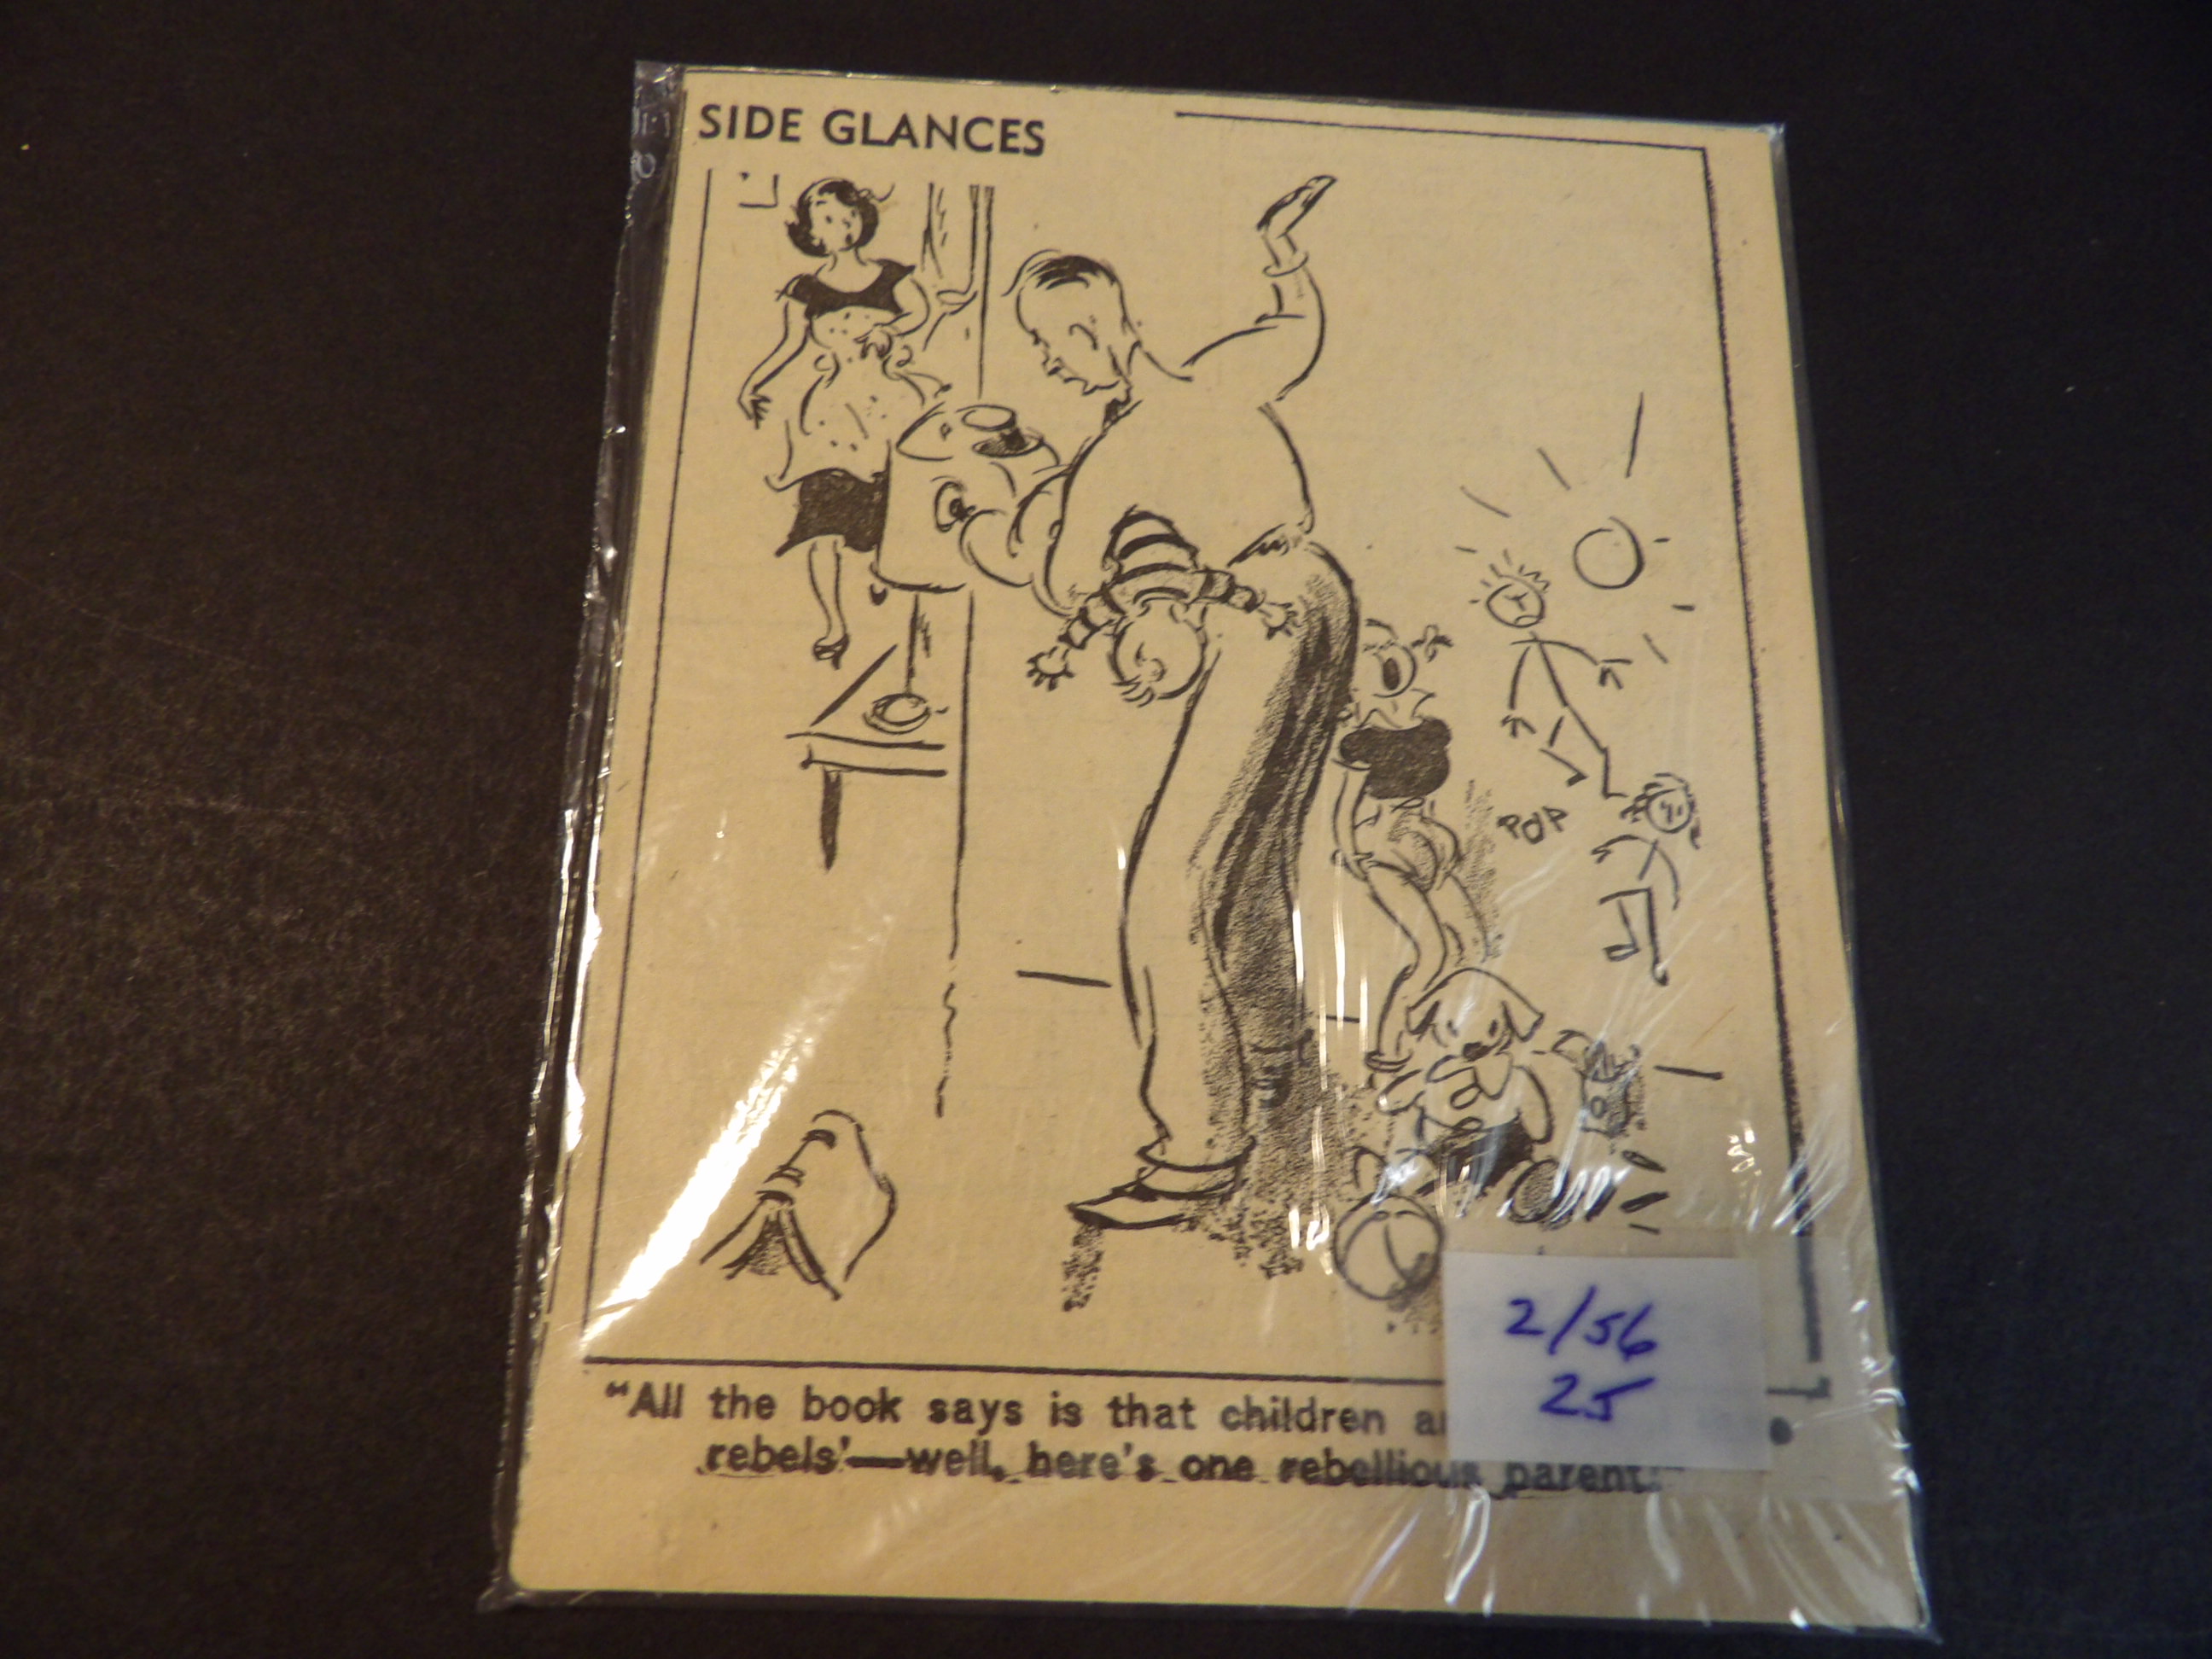 SIDE GLANCES
POP
2/56
25
"All the book says is that children
rebels'—well, here's one rebellious parent!"